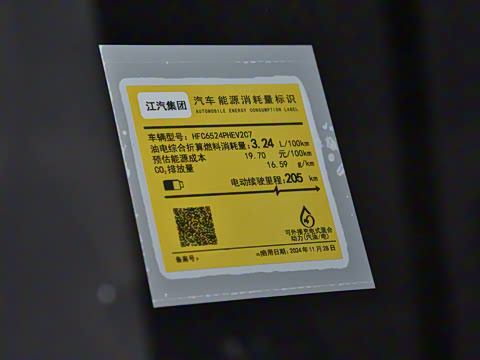 江汽集团 汽车能源消耗量标识
AUTOMOBILE ENERGY CONSUMPTION LABEL
车辆型号：HFC6524PHEV2C7
油电综合折算燃料消耗量：3.24 L/100km
预估能源成本 19.70 元/100km
CO₂排放量 16.59 g/km
电动续驶里程：205 km
可外接充电式混合
动力（汽油/电）
备案号：
启用日期：2024年11月28日